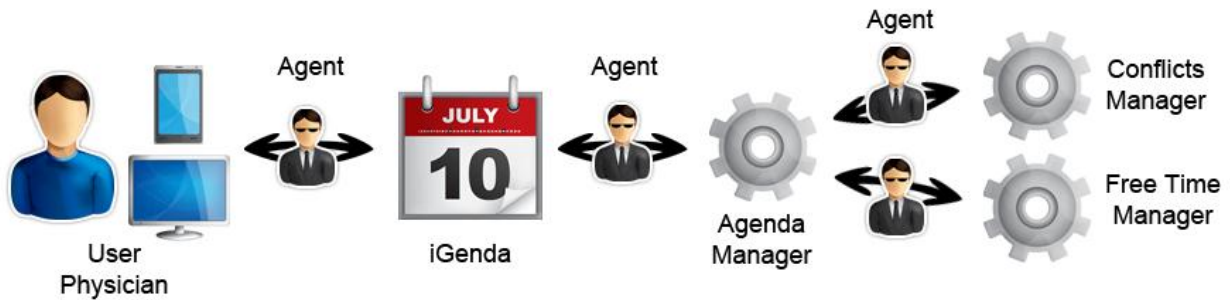 Agent
Agent
Agent
Conflicts
Manager
JULY
10
Free Time
Manager
Agenda
Manager
User
Physician
iGenda